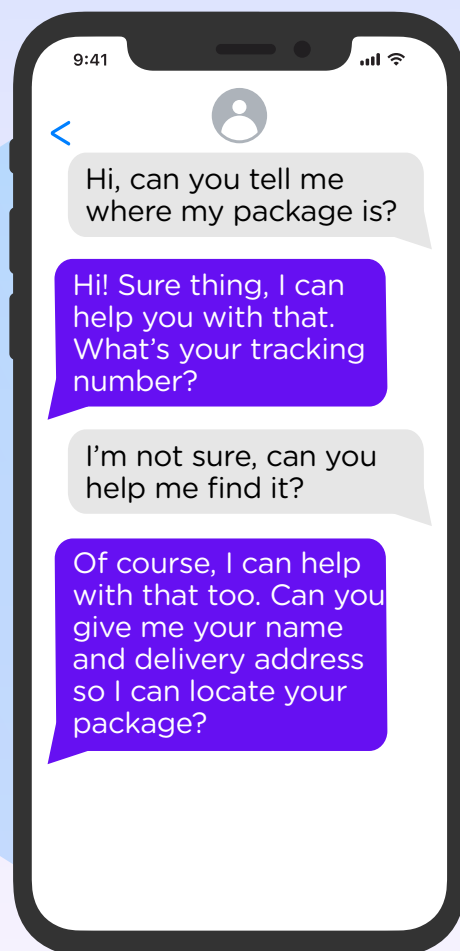 9:41
Hi, can you tell me
where my package is?
Hi! Sure thing, I can
help you with that.
What’s your tracking
number?
I’m not sure, can you
help me find it?
Of course, I can help
with that too. Can you
give me your name
and delivery address
so I can locate your
package?